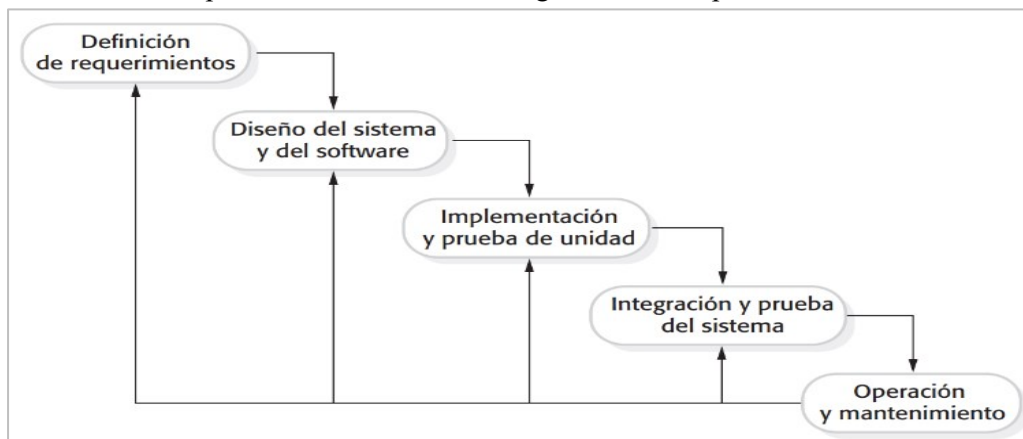 Definición
de requerimientos
Diseño del sistema
y del software
Implementación
y prueba de unidad
Integración y prueba
del sistema
Operación
y mantenimiento